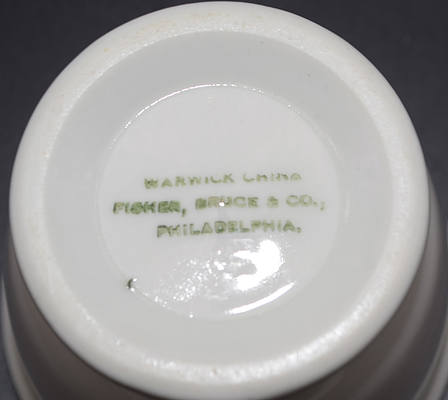 WARWICK CHINA
FISHER, BRUCE & CO.,
PHILADELPHIA.